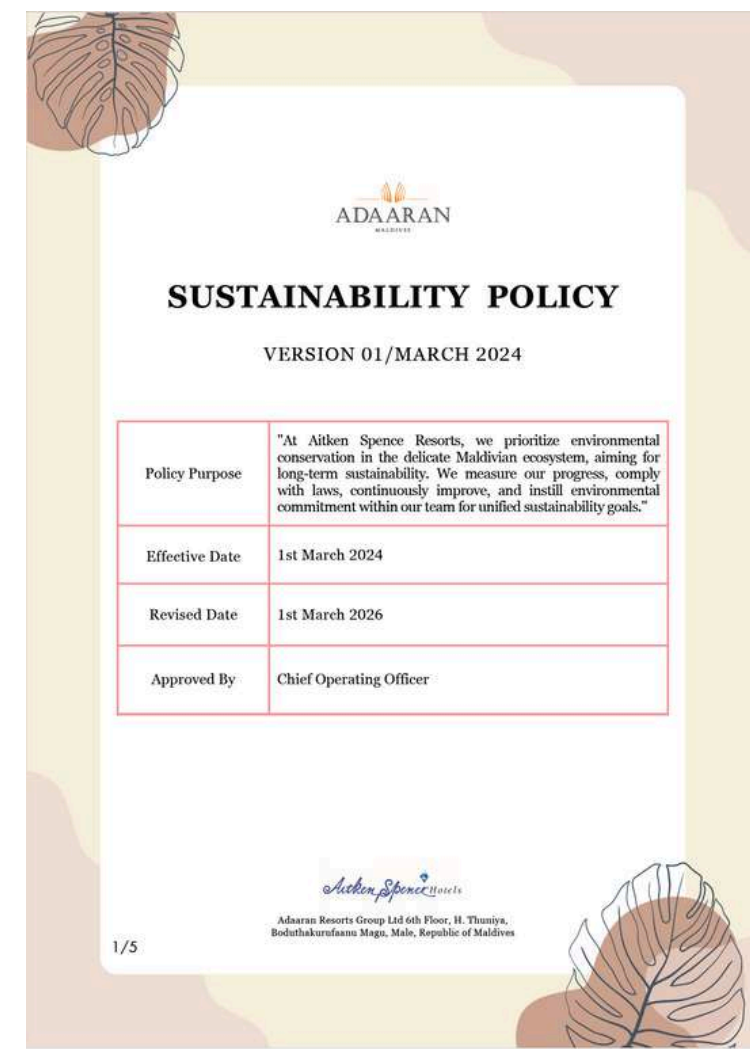 ADAARAN
MALDIVES
SUSTAINABILITY POLICY
VERSION 01/MARCH 2024
Policy Purpose
"At Aitken Spence Resorts, we prioritize environmental
conservation in the delicate Maldivian ecosystem, aiming for
long-term sustainability. We measure our progress, comply
with laws, continuously improve, and instill environmental
commitment within our team for unified sustainability goals."
Effective Date
1st March 2024
Revised Date
1st March 2026
Approved By
Chief Operating Officer
Aitken Spence Hotels
Adaaran Resorts Group Ltd 6th Floor, H. Thuniya,
Boduthakurufaanu Magu, Male, Republic of Maldives
1/5